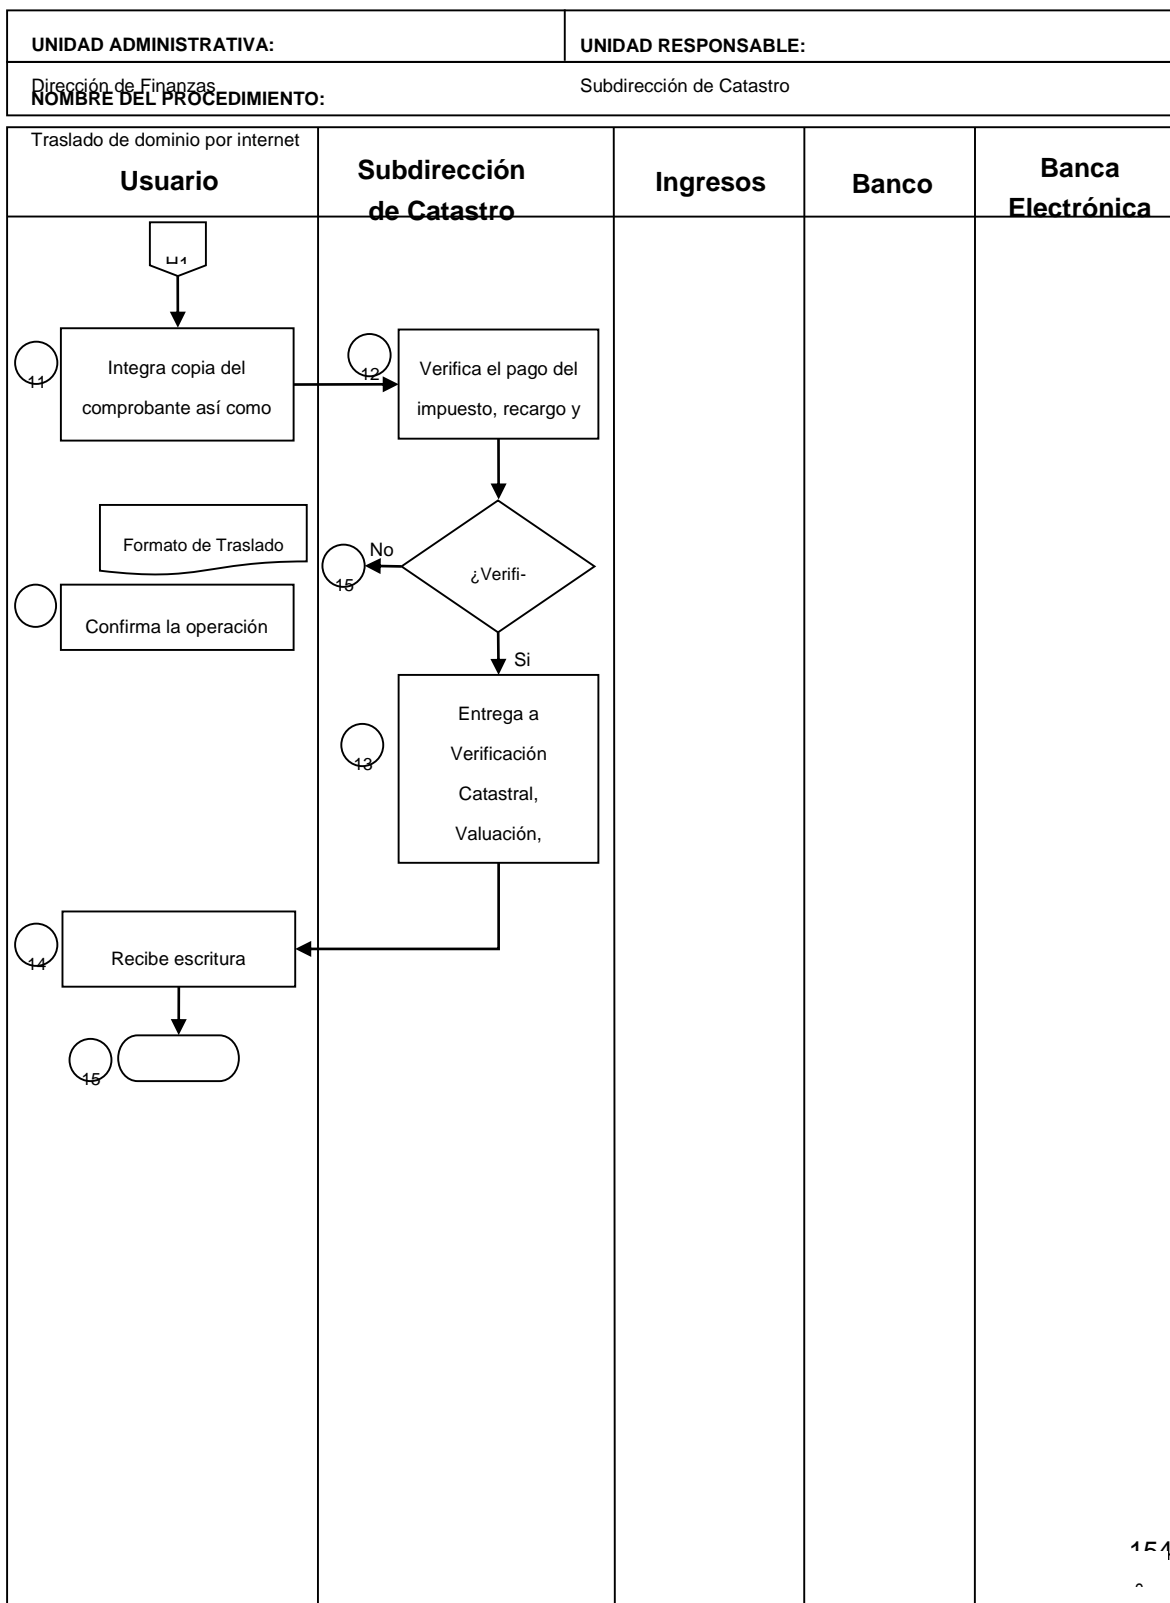 UNIDAD ADMINISTRATIVA:
UNIDAD RESPONSABLE:
Dirección de Finanzas
Subdirección de Catastro
NOMBRE DEL PROCEDIMIENTO:
Traslado de dominio por internet
Usuario
Subdirección
de Catastro
Ingresos
Banco
Banca
Electrónica
H1
11
Integra copia del
comprobante así como
12
Verifica el pago del
impuesto, recargo y
Formato de Traslado
No
15
¿Verifi-
Confirma la operación
Si
Entrega a
Verificación
Catastral,
Valuación,
13
14
Recibe escritura
15
154